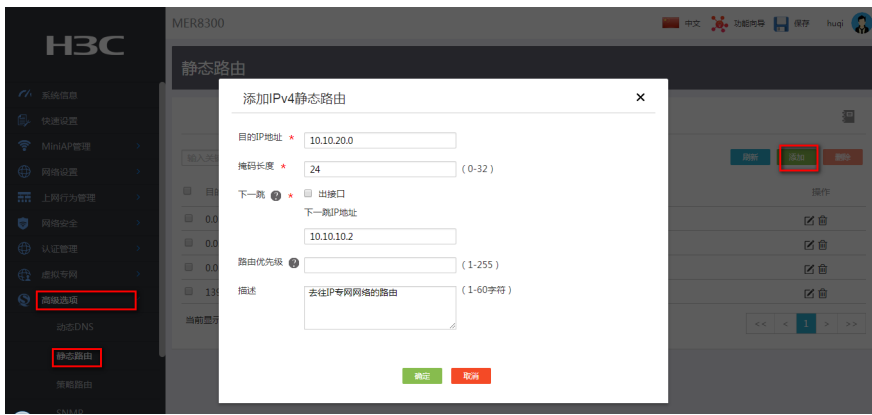 MER8300
中文
功能向导
保存
huqi
H3C
静态路由
系统信息
快速设置
MiniAP管理
网络设置
上网行为管理
网络安全
认证管理
虚拟专网
高级选项
动态DNS
静态路由
策略路由
SNMP
添加IPv4静态路由
×
目的IP地址 *
10.10.20.0
掩码长度 *
24
(0-32)
下一跳 ? *
出接口
下一跳IP地址
10.10.10.2
路由优先级 ?
(1-255)
描述
去往IP专网网络的路由
(1-60字符)
确定
取消
刷新
添加
删除
操作
0.0
0.0
0.0
139
当前显示
<<
<
1
>
>>